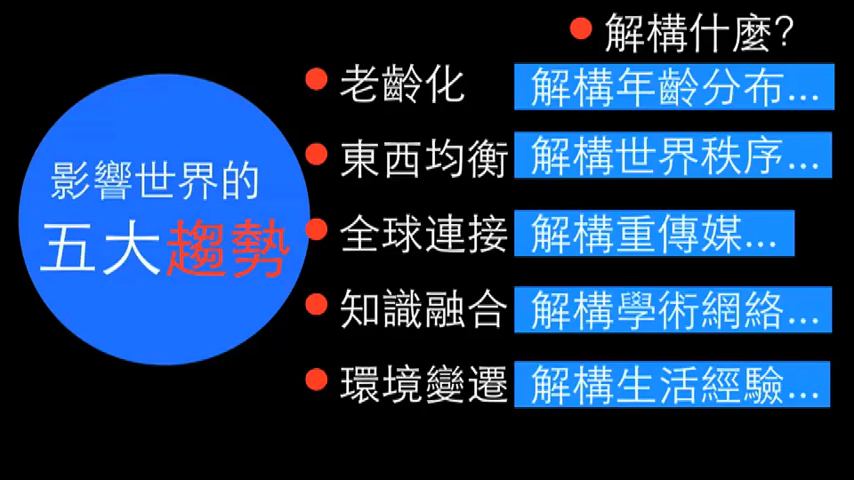 解構什麼?
老齡化 解構年齡分布...
東西均衡 解構世界秩序...
影響世界的
五大趨勢
全球連接 解構重傳媒...
知識融合 解構學術網絡...
環境變遷 解構生活經驗...